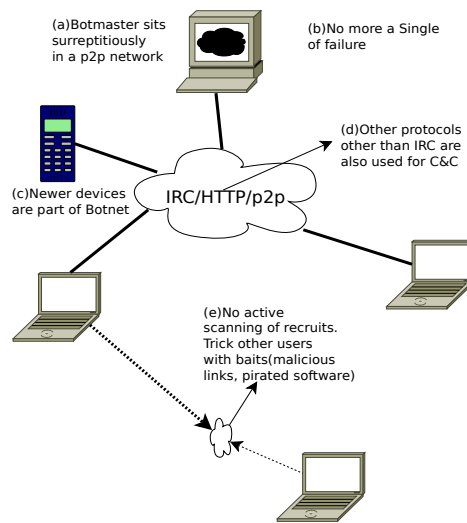 (a)Botmaster sits
surreptitiously
in a p2p network
(b)No more a Single
of failure
(d)Other protocols
other than IRC are
also used for C&C
(c)Newer devices
are part of Botnet
IRC/HTTP/p2p
(e)No active
scanning of recruits.
Trick other users
with baits(malicious
links, pirated software)